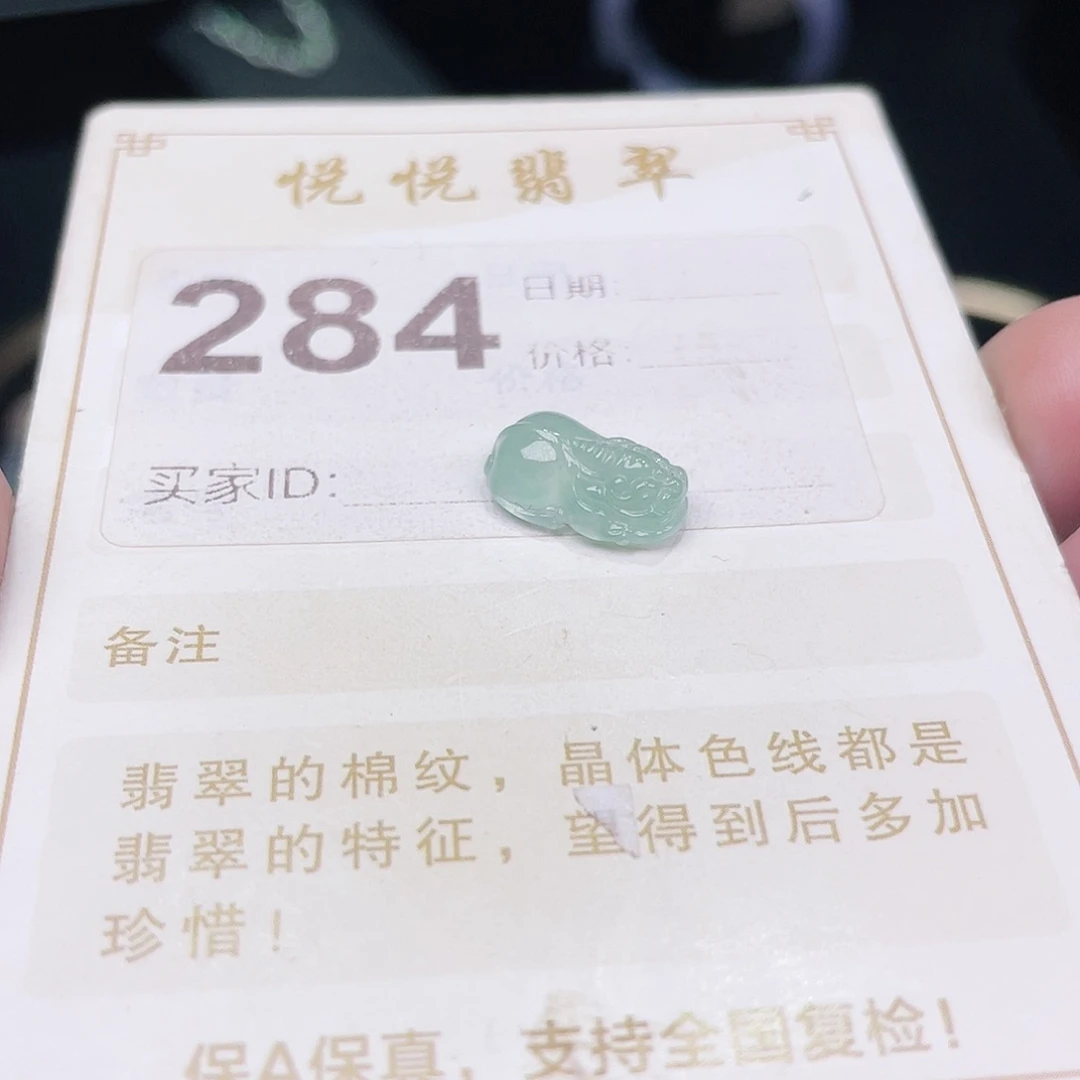 悦悦翡翠
284
日期:
价格:
买家ID:
备注
翡翠的棉纹，晶体色线都是
翡翠的特征，望得到后多加
珍惜！
保A保真，支持全国复检！